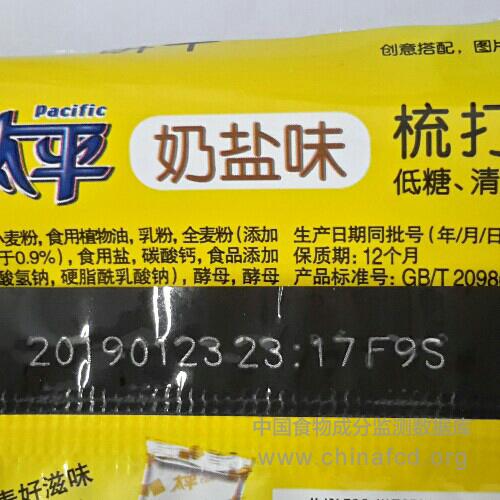 创意搭配，图片
Pacific
太平
奶盐味
梳打
低糖、清
小麦粉，食用植物油，乳粉，全麦粉（添加
于0.9%），食用盐，碳酸钙，食品添加
酸氢钠，硬脂酰乳酸钠），酵母，酵母
生产日期同批号（年/月/日
保质期：12个月
产品标准号：GB/T 2098
20190123 23:17F9S
中国食物成分监测数据库
www.chinafcd.org
好滋味